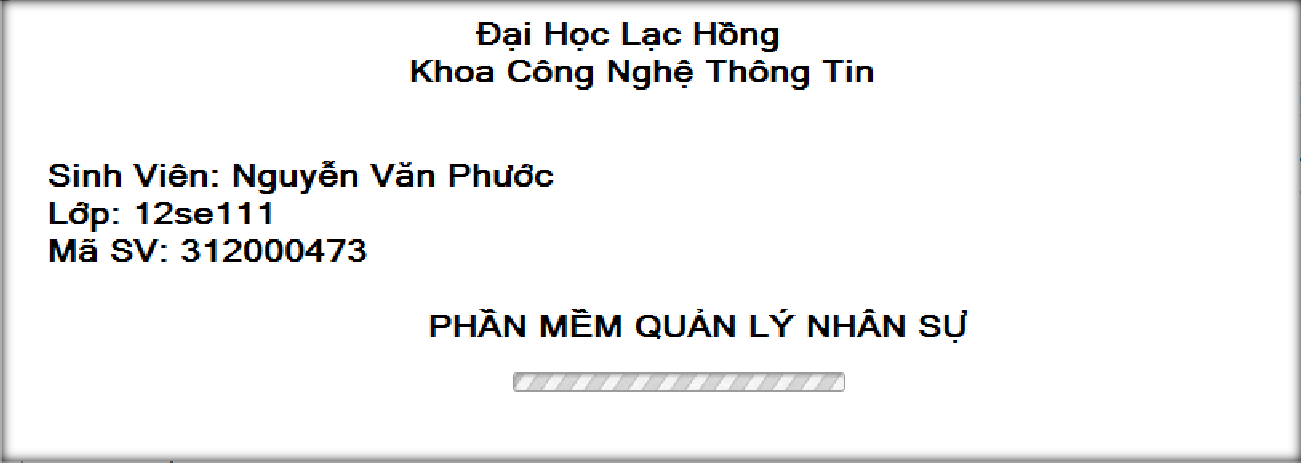 Đại Học Lạc Hồng
Khoa Công Nghệ Thông Tin
Sinh Viên: Nguyễn Văn Phước
Lớp: 12se111
Mã SV: 312000473
PHẦN MỀM QUẢN LÝ NHÂN SỰ